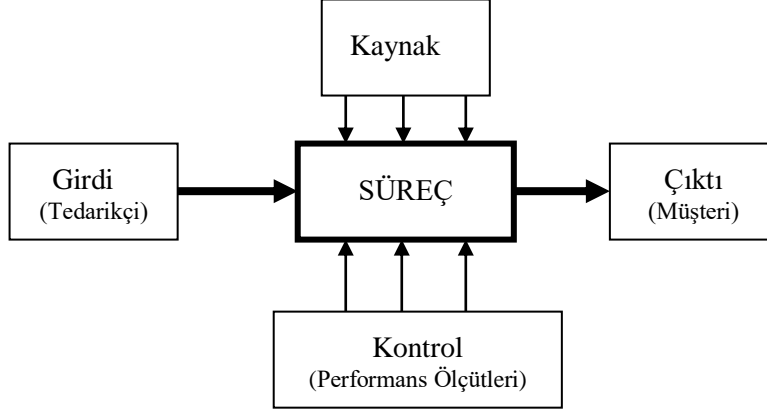 Kaynak
Girdi
(Tedarikçi)
SÜREÇ
Çıktı
(Müşteri)
Kontrol
(Performans Ölçütleri)